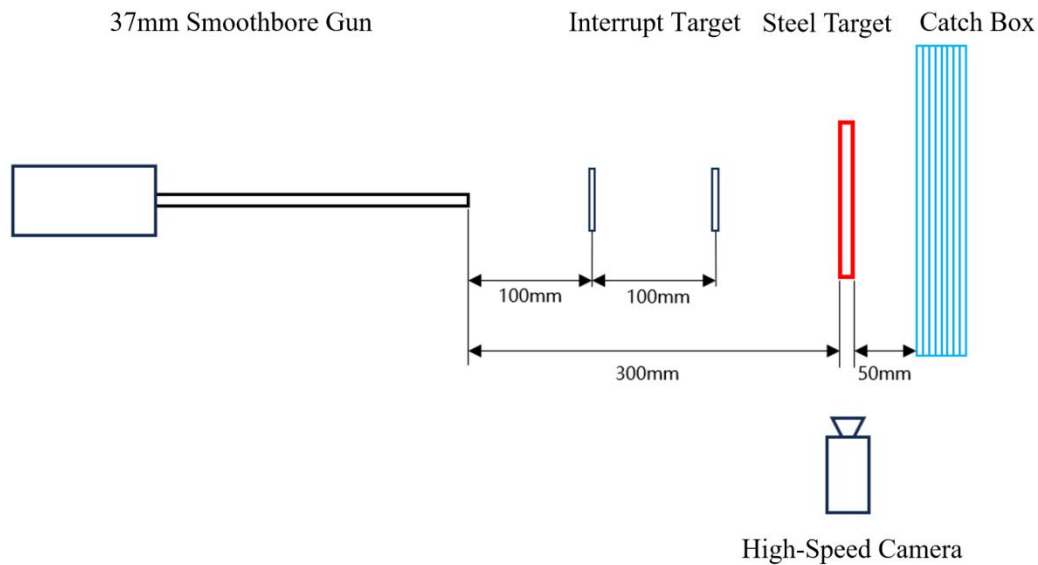 37mm Smoothbore Gun
Interrupt Target
Steel Target
Catch Box
100mm
100mm
300mm
50mm
High-Speed Camera